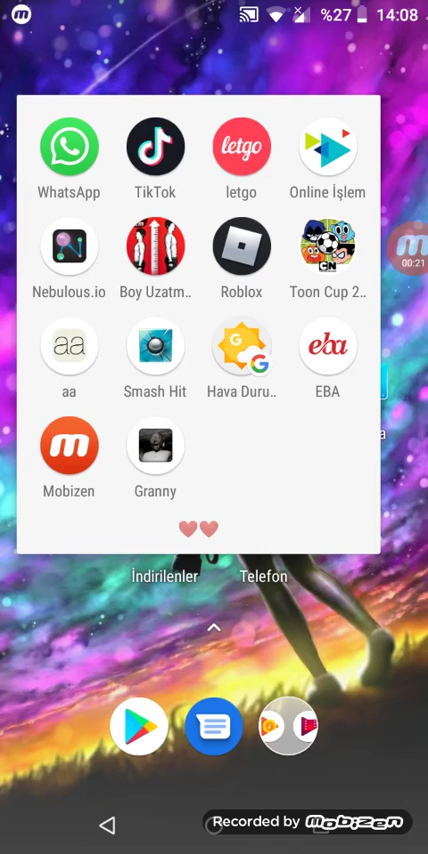 %27 14:08
letgo
WhatsApp TikTok letgo Online İşlem
CN
Nebulous.io Boy Uzatm.. Roblox Toon Cup 2..
00:21
aa G G eba
aa Smash Hit Hava Duru.. EBA
a
m
Mobizen Granny
İndirilenler Telefon
Recorded by mobizen